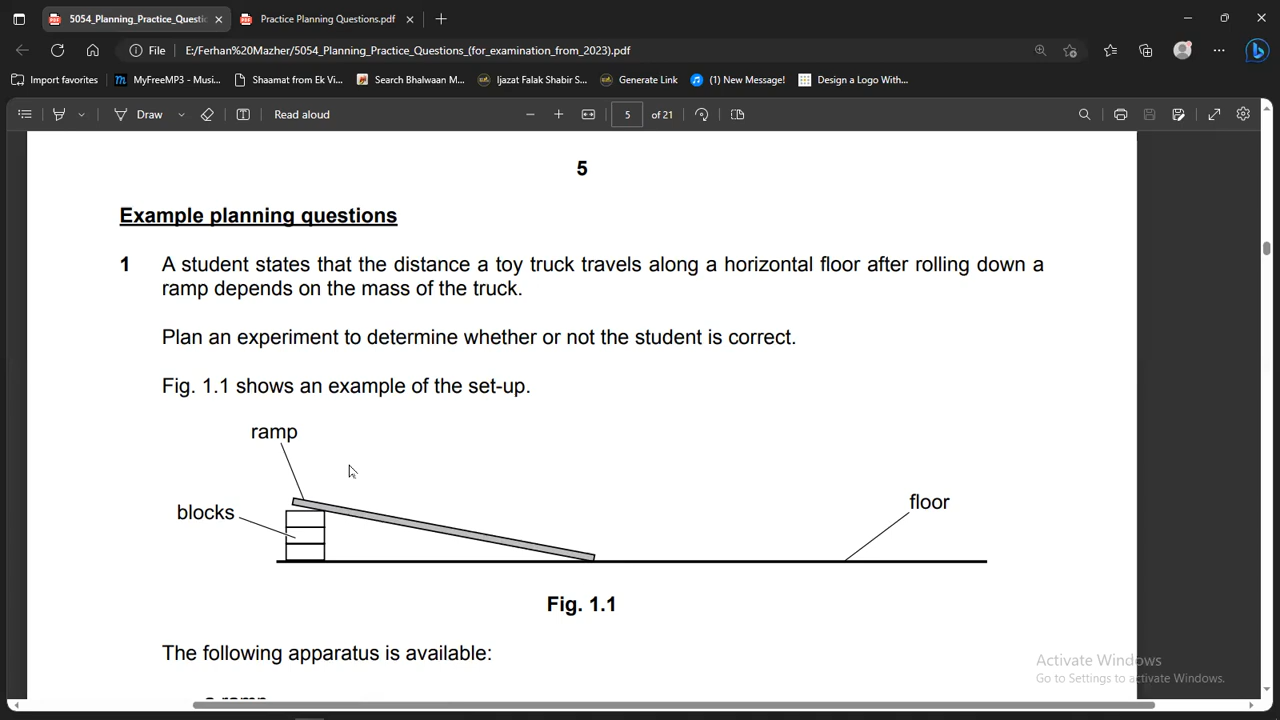 5054_Planning_Practice_Questic
Practice Planning Questions.pdf
File E:/Ferhan%20Mazher/5054_Planning_Practice_Questions_(for_examination_from_2023).pdf
Import favorites MyFreeMP3 - Musi... Shaamat from Ek Vi... Search Bhalwaan M... Ijazat Falak Shabir S... Generate Link (1) New Message! Design a Logo With...
Draw Read aloud 5 of 21
5
Example planning questions
1 A student states that the distance a toy truck travels along a horizontal floor after rolling down a
ramp depends on the mass of the truck.
Plan an experiment to determine whether or not the student is correct.
Fig. 1.1 shows an example of the set-up.
ramp
blocks
floor
Fig. 1.1
The following apparatus is available:
Activate Windows
Go to Settings to activate Windows.